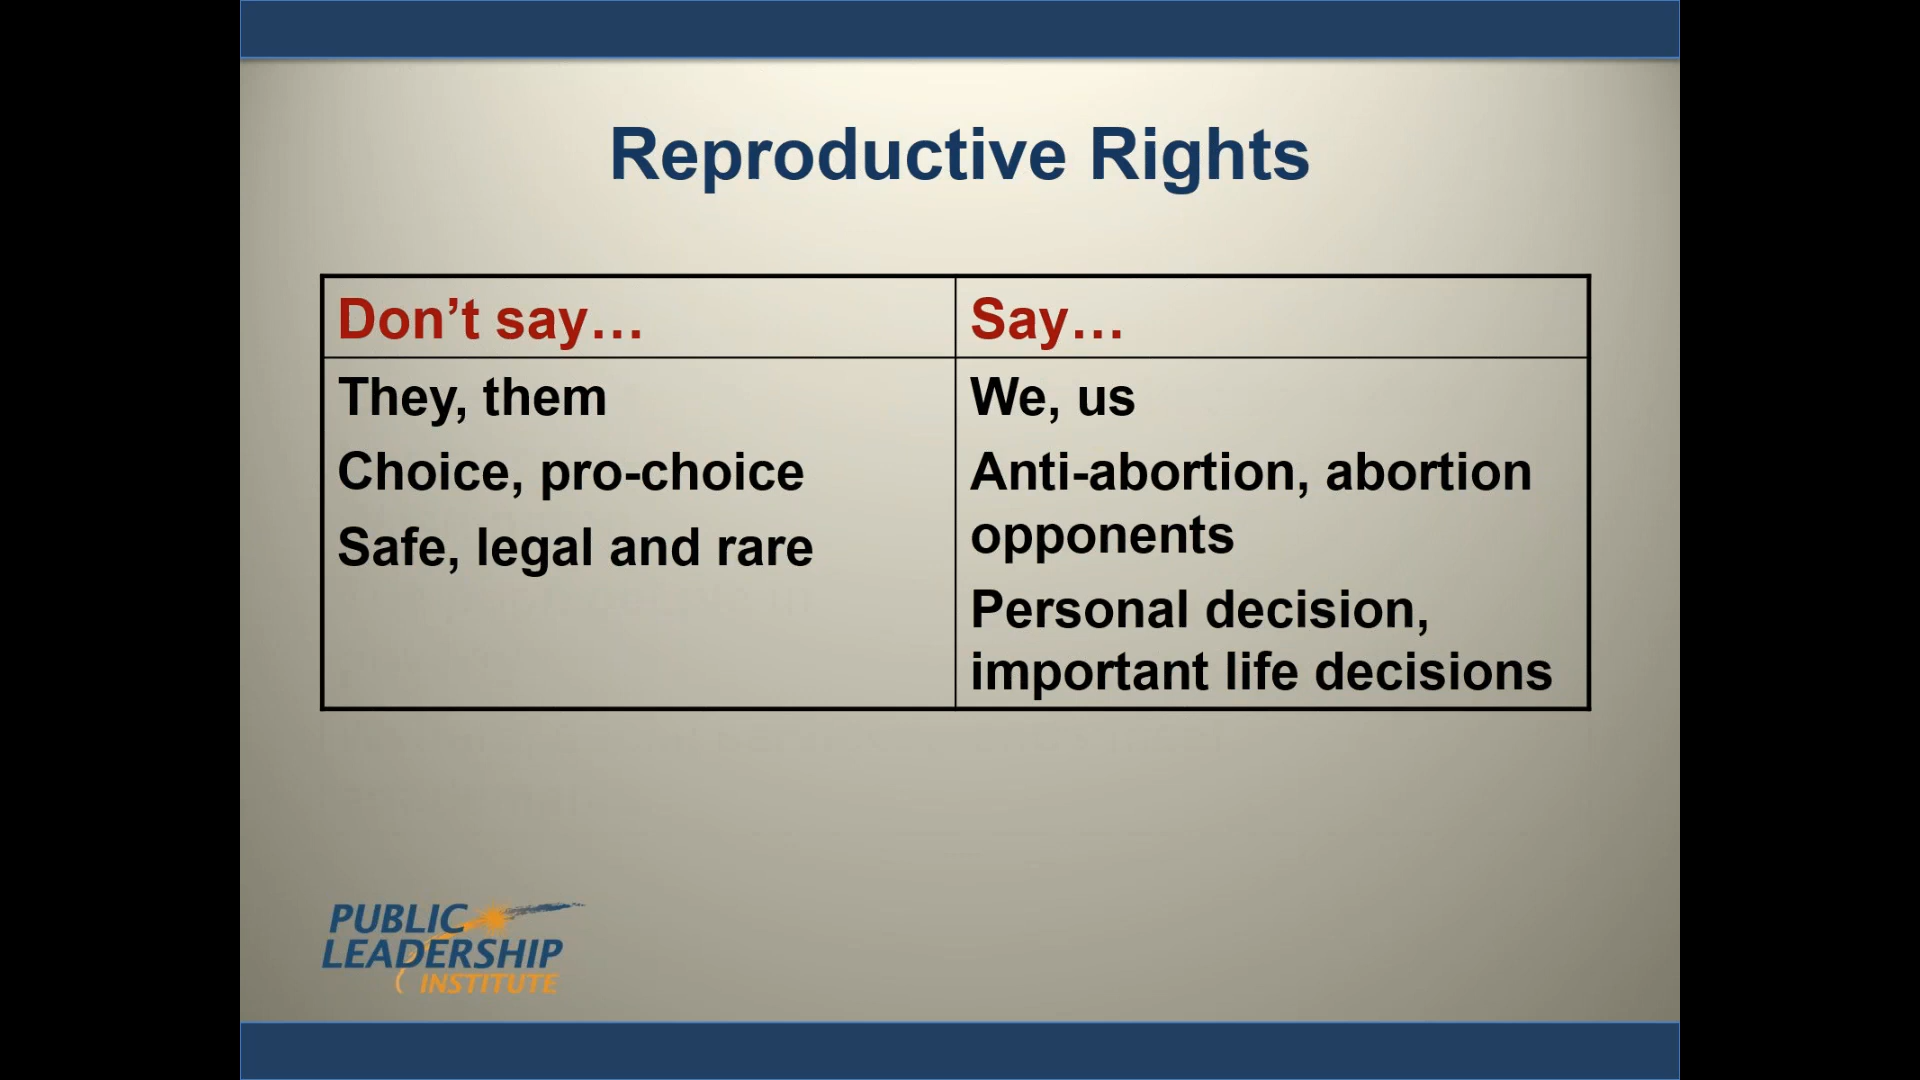 Reproductive Rights
Don’t say…
Say…
They, them
Choice, pro-choice
Safe, legal and rare
We, us
Anti-abortion, abortion
opponents
Personal decision,
important life decisions
PUBLIC
LEADERSHIP
INSTITUTE